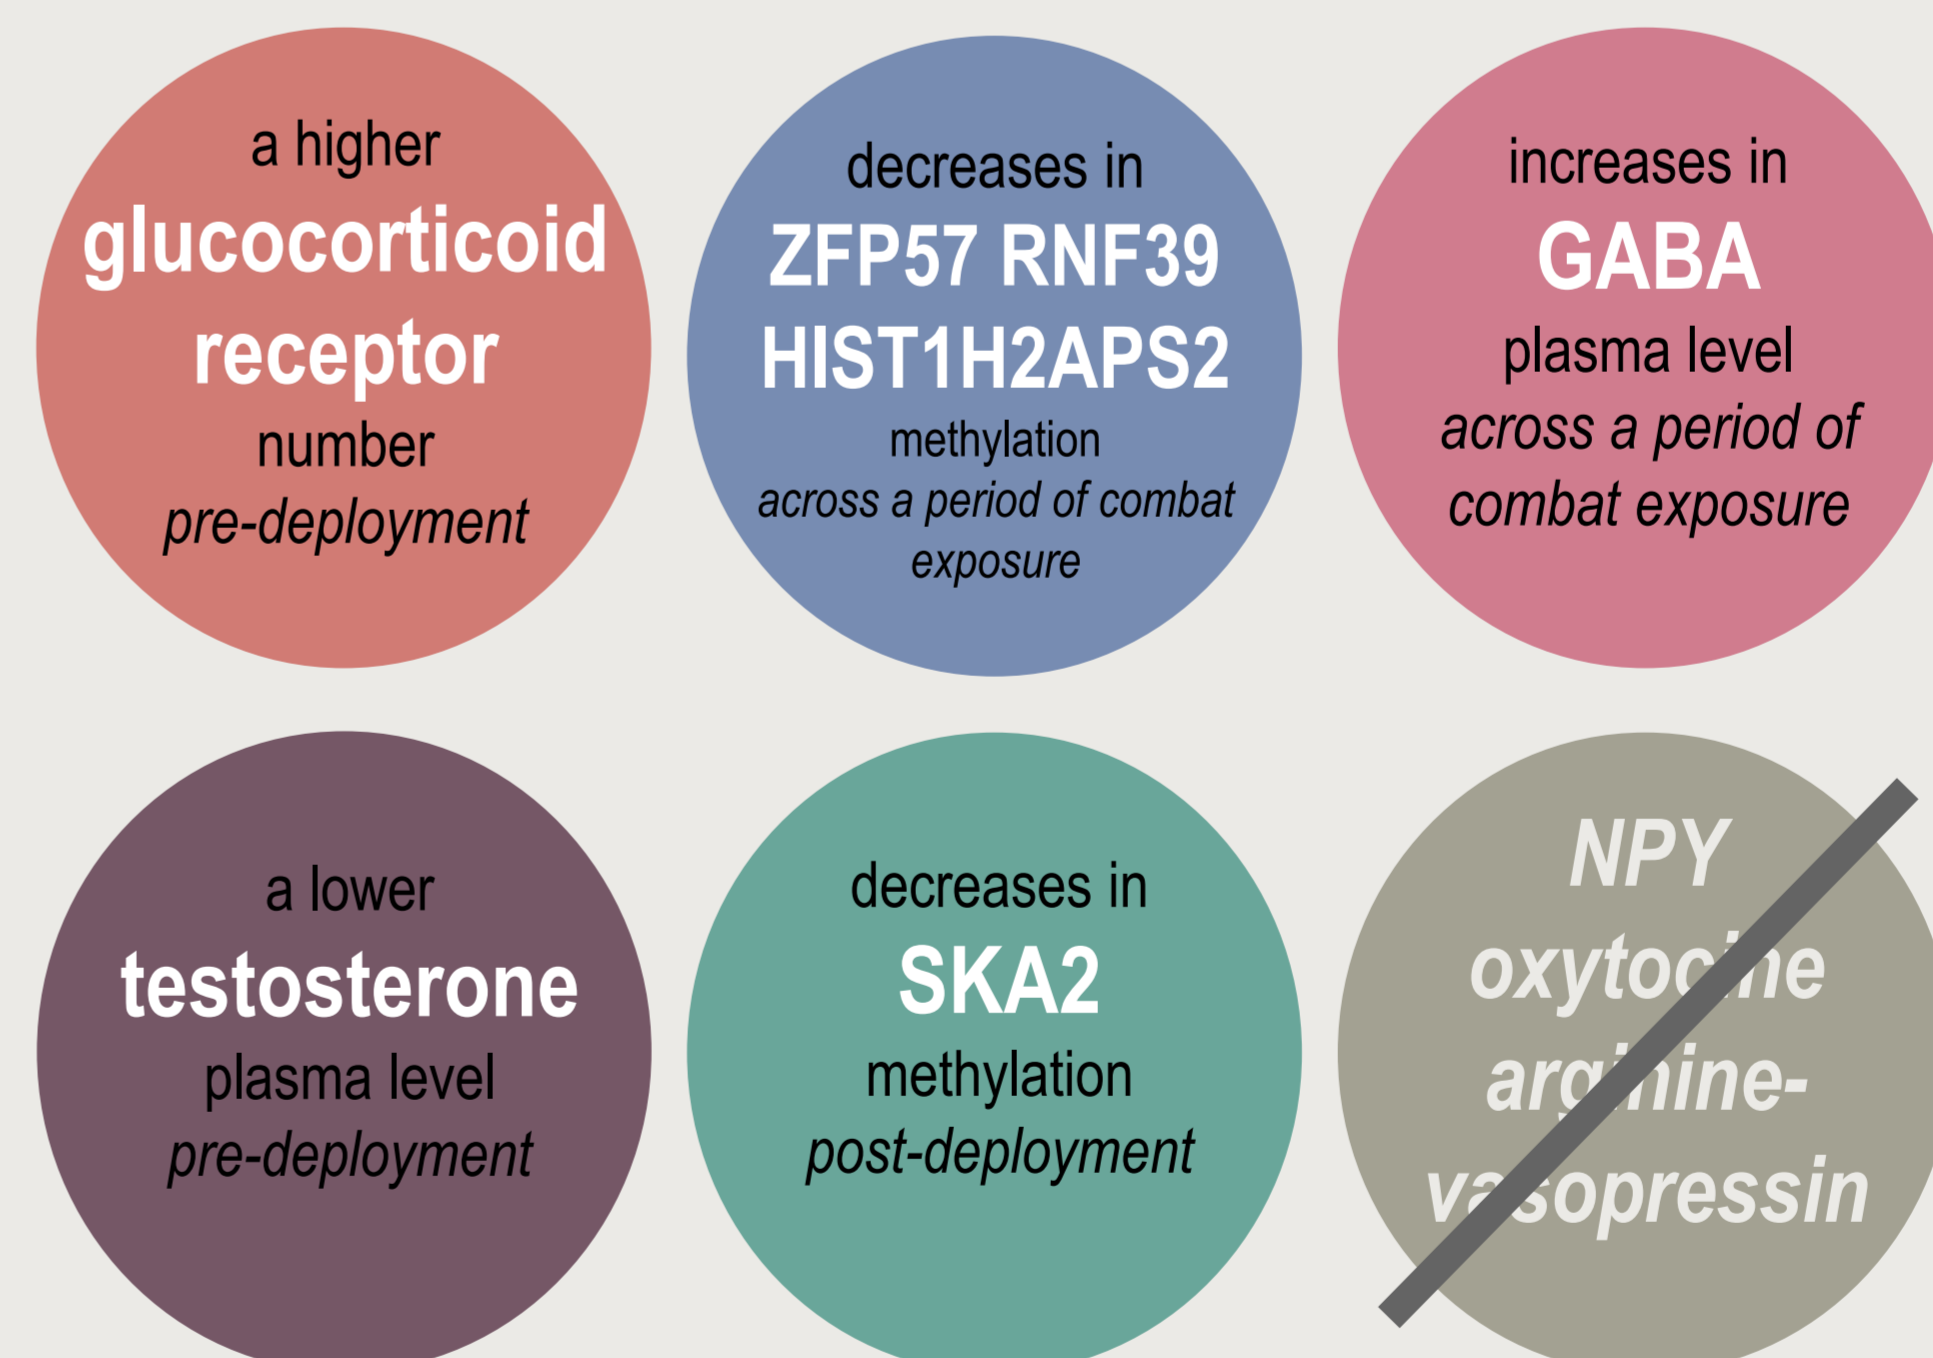 a higher
glucocorticoid
receptor
number
pre-deployment
decreases in
ZFP57 RNF39
HIST1H2APS2
methylation
across a period of combat
exposure
increases in
GABA
plasma level
across a period of
combat exposure
a lower
testosterone
plasma level
pre-deployment
decreases in
SKA2
methylation
post-deployment
NPY
oxytocine
arginine-
vasopressin